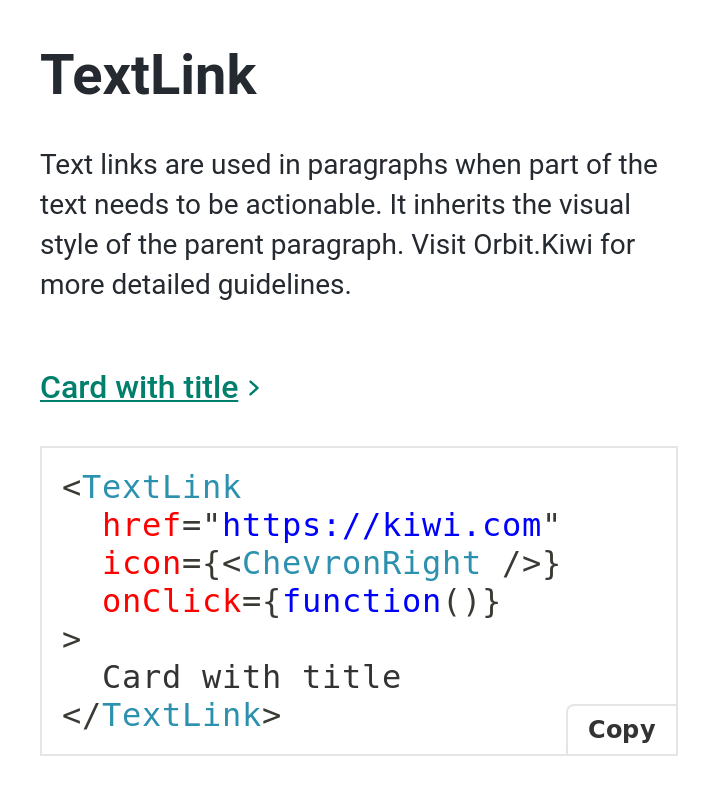 TextLink
Text links are used in paragraphs when part of the
text needs to be actionable. It inherits the visual
style of the parent paragraph. Visit Orbit.Kiwi for
more detailed guidelines.
Card with title
<TextLink
  href="https://kiwi.com"
  icon={<ChevronRight />}
  onClick={function()}
>
  Card with title
</TextLink>
Copy